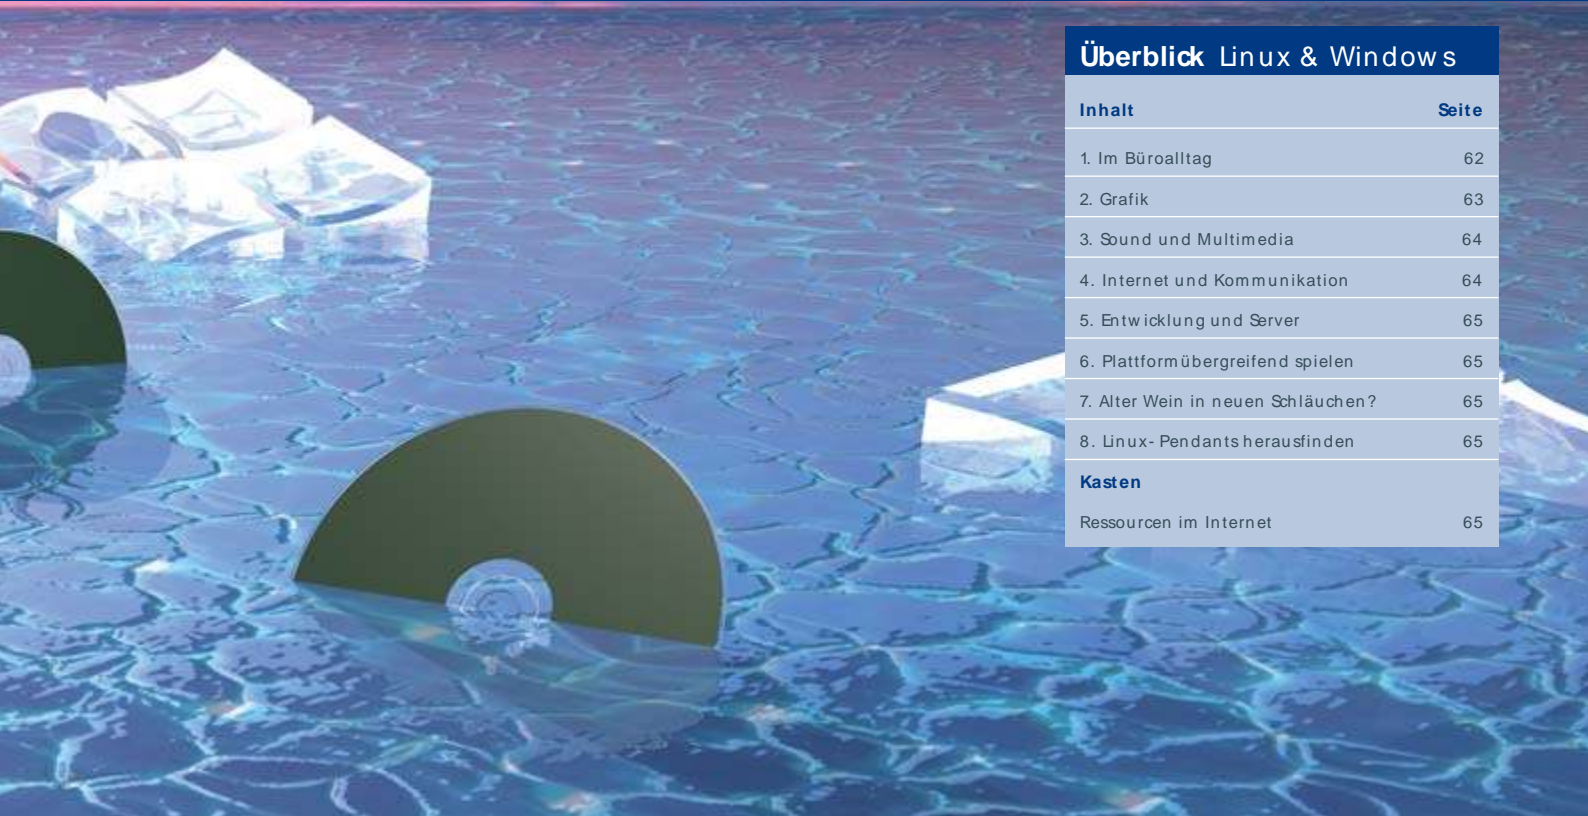 Überblick Linux & Windows
Inhalt Seite
1. Im Büroalltag 62
2. Grafik 63
3. Sound und Multimedia 64
4. Internet und Kommunikation 64
5. Entwicklung und Server 65
6. Plattformübergreifend spielen 65
7. Alter Wein in neuen Schläuchen? 65
8. Linux-Pendants herausfinden 65
Kasten
Ressourcen im Internet 65